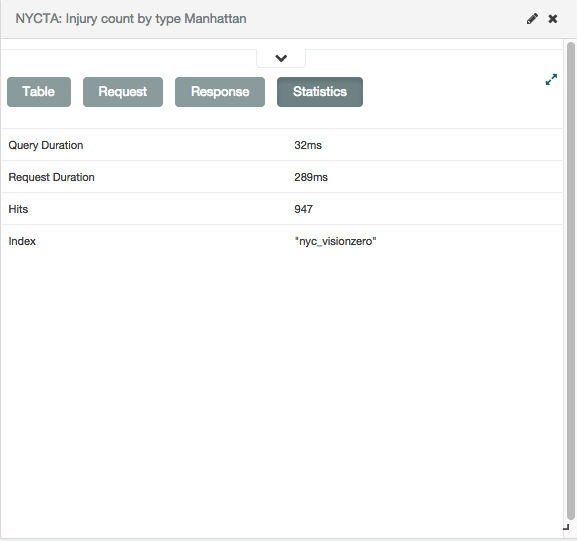 NYCTA: Injury count by type Manhattan
Table Request Response Statistics
Query Duration 32ms
Request Duration 289ms
Hits 947
Index "nyc_visionzero"